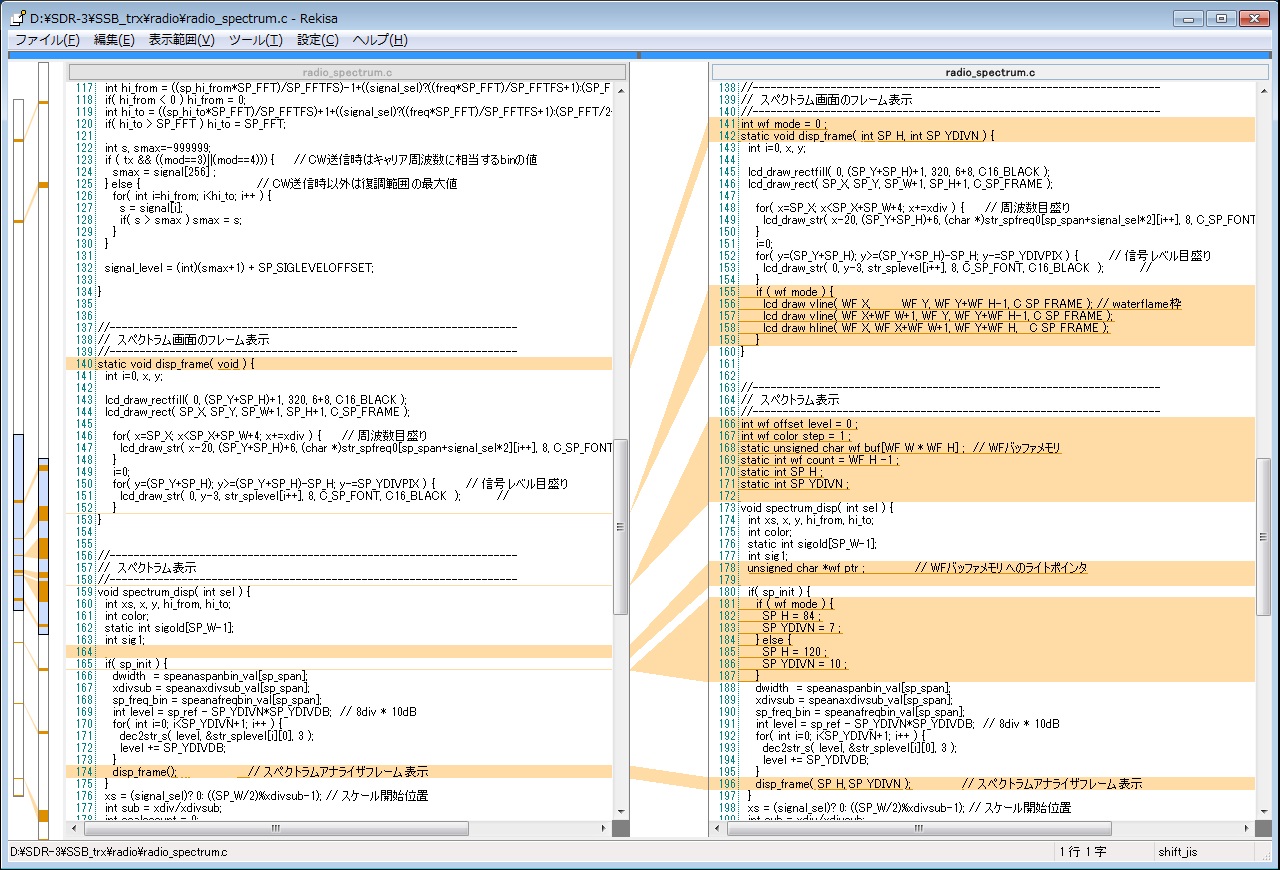 D:¥SDR-3¥SSB_trx¥radio¥radio_spectrum.c - Rekisa
ファイル(F) 編集(E) 表示範囲(V) ツール(T) 設定(C) ヘルプ(H)
radio_spectrum.c
117 int hi_from = ((sp_hi_from*SP_FFT)/SP_FFTFS)-1+((signal_sel)?((freq*SP_FFT)/SP_FFTFS+1):(SP_F
118 if( hi_from < 0 ) hi_from = 0;
119 int hi_to = ((sp_hi_to*SP_FFT)/SP_FFTFS)+1+((signal_sel)?((freq*SP_FFT)/SP_FFTFS+1):(SP_FFT/2
120 if( hi_to > SP_FFT ) hi_to = SP_FFT;
121
122 int s, smax=-999999;
123 if ( tx && ((mod==3)|(mod==4))) { // CW送信時はキャリア周波数に相当するbinの値
124 smax = signal[256] ;
125 } else { // CW送信時以外は復調範囲の最大値
126 for( int i=hi_from; i<hi_to; i++ ) {
127 s = signal[i];
128 if( s > smax ) smax = s;
129 }
130 }
131
132 signal_level = (int)(smax+1) + SP_SIGLEVELOFFSET;
133
134 }
135
136
137 //--------------------------------------------------------------------
138 // スペクトラム画面のフレーム表示
139 //--------------------------------------------------------------------
140 static void disp_frame( void ) {
141 int i=0, x, y;
142
143 lcd_draw_rectfill( 0, (SP_Y+SP_H)+1, 320, 6+8, C16_BLACK );
144 lcd_draw_rect( SP_X, SP_Y, SP_W+1, SP_H+1, C_SP_FRAME );
145
146 for( x=SP_X; x<SP_X+SP_W+4; x+=xdiv ) { // 周波数目盛り
147 lcd_draw_str( x-20, (SP_Y+SP_H)+6, (char *)str_spfreq0[sp_span+signal_sel*2][i++], 8, C_SP_FONT
148 }
149 i=0;
150 for( y=(SP_Y+SP_H); y>=(SP_Y+SP_H)-SP_H; y-=SP_YDIVPIX ) { // 信号レベル目盛り
151 lcd_draw_str( 0, y-3, str_splevel[i++], 8, C_SP_FONT, C16_BLACK ); //
152 }
153 }
154
155
156 //--------------------------------------------------------------------
157 // スペクトラム表示
158 //--------------------------------------------------------------------
159 void spectrum_disp( int sel ) {
160 int xs, x, y, hi_from, hi_to;
161 int color;
162 static int sigold[SP_W-1];
163 int sig1;
164
165 if( sp_init ) {
166 dwidth = speanaspanbin_val[sp_span];
167 xdivsub = speanaxdivsub_val[sp_span];
168 sp_freq_bin = speanafreqbin_val[sp_span];
169 int level = sp_ref - SP_YDIVN*SP_YDIVDB; // 8div * 10dB
170 for( int i=0; i<SP_YDIVN+1; i++ ) {
171 dec2str_s( level, &str_splevel[i][0], 3 );
172 level += SP_YDIVDB;
173 }
174 disp_frame(); // スペクトラムアナライザフレーム表示
175 }
176 xs = (signal_sel)? 0: ((SP_W/2)%xdivsub-1); // スケール開始位置
177 int sub = xdiv/xdivsub;
radio_spectrum.c
138 //--------------------------------------------------------------------
139 // スペクトラム画面のフレーム表示
140 //--------------------------------------------------------------------
141 int wf_mode = 0 ;
142 static void disp_frame( int SP_H, int SP_YDIVN ) {
143 int i=0, x, y;
144
145 lcd_draw_rectfill( 0, (SP_Y+SP_H)+1, 320, 6+8, C16_BLACK );
146 lcd_draw_rect( SP_X, SP_Y, SP_W+1, SP_H+1, C_SP_FRAME );
147
148 for( x=SP_X; x<SP_X+SP_W+4; x+=xdiv ) { // 周波数目盛り
149 lcd_draw_str( x-20, (SP_Y+SP_H)+6, (char *)str_spfreq0[sp_span+signal_sel*2][i++], 8, C_SP_FONT
150 }
151 i=0;
152 for( y=(SP_Y+SP_H); y>=(SP_Y+SP_H)-SP_H; y-=SP_YDIVPIX ) { // 信号レベル目盛り
153 lcd_draw_str( 0, y-3, str_splevel[i++], 8, C_SP_FONT, C16_BLACK ); //
154 }
155 if ( wf_mode ) {
156 lcd_draw_vline( WF_X, WF_Y, WF_Y+WF_H-1, C_SP_FRAME ); // waterflame枠
157 lcd_draw_vline( WF_X+WF_W+1, WF_Y, WF_Y+WF_H-1, C_SP_FRAME );
158 lcd_draw_hline( WF_X, WF_X+WF_W+1, WF_Y+WF_H, C_SP_FRAME );
159 }
160 }
161
162
163 //--------------------------------------------------------------------
164 // スペクトラム表示
165 //--------------------------------------------------------------------
166 int wf_offset_level = 0 ;
167 int wf_color_step = 1 ;
168 static unsigned char wf_buf[WF_W * WF_H] ; // WFバッファメモリ
169 static int wf_count = WF_H -1 ;
170 static int SP_H ;
171 static int SP_YDIVN ;
172
173 void spectrum_disp( int sel ) {
174 int xs, x, y, hi_from, hi_to;
175 int color;
176 static int sigold[SP_W-1];
177 int sig1;
178 unsigned char *wf_ptr ; // WFバッファメモリへのライトポインタ
179
180 if( sp_init ) {
181 if ( wf_mode ) {
182 SP_H = 84 ;
183 SP_YDIVN = 7 ;
184 } else {
185 SP_H = 120 ;
186 SP_YDIVN = 10 ;
187 }
188 dwidth = speanaspanbin_val[sp_span];
189 xdivsub = speanaxdivsub_val[sp_span];
190 sp_freq_bin = speanafreqbin_val[sp_span];
191 int level = sp_ref - SP_YDIVN*SP_YDIVDB; // 8div * 10dB
192 for( int i=0; i<SP_YDIVN+1; i++ ) {
193 dec2str_s( level, &str_splevel[i][0], 3 );
194 level += SP_YDIVDB;
195 }
196 disp_frame( SP_H, SP_YDIVN ); // スペクトラムアナライザフレーム表示
197 }
198 xs = (signal_sel)? 0: ((SP_W/2)%xdivsub-1); // スケール開始位置
D:¥SDR-3¥SSB_trx¥radio¥radio_spectrum.c 1 行 1 字 shift_jis